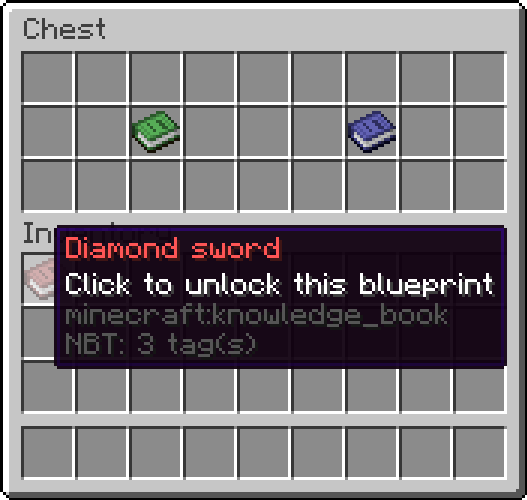 Chest
Diamond sword
Click to unlock this blueprint
minecraft:knowledge_book
NBT: 3 tag(s)